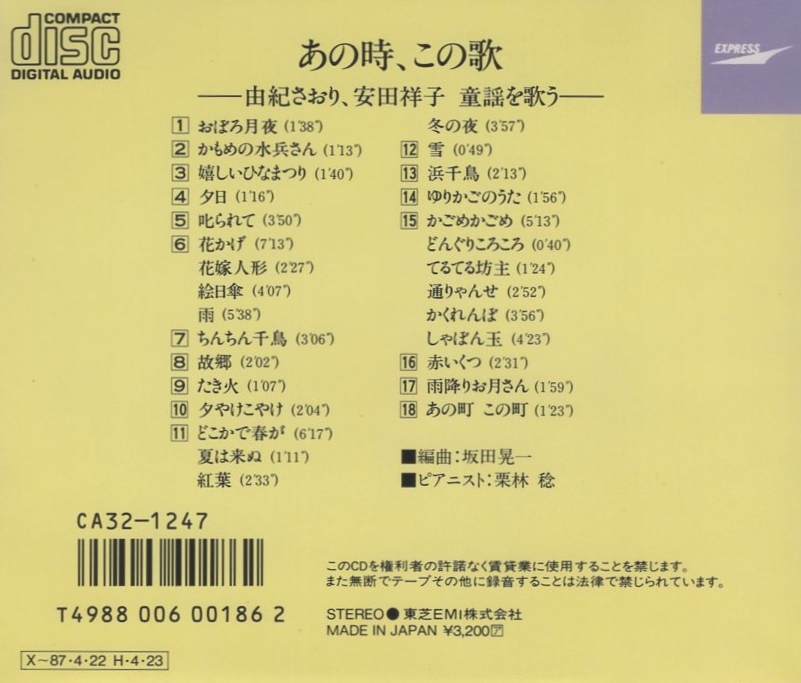 COMPACT
disc
DIGITAL AUDIO
EXPRESS
あの時、この歌
――由紀さおり、安田祥子 童謡を歌う――
1 おぼろ月夜 (1'38")
2 かもめの水兵さん (1'13")
3 嬉しいひなまつり (1'40")
4 夕日 (1'16")
5 叱られて (3'50")
6 花かげ (7'13")
花嫁人形 (2'27")
絵日傘 (4'07")
雨 (5'38")
7 ちんちん千鳥 (3'06")
8 故郷 (2'02")
9 たき火 (1'07")
10 夕やけこやけ (2'04")
11 どこかで春が (6'17")
夏は来ぬ (1'11")
紅葉 (2'33")
冬の夜 (3'57")
12 雪 (0'49")
13 浜千鳥 (2'13")
14 ゆりかごのうた (1'56")
15 かごめかごめ (5'13")
どんぐりころころ (0'40")
てるてる坊主 (1'24")
通りゃんせ (2'52")
かくれんぼ (3'56")
しゃぼん玉 (4'23")
16 赤いくつ (2'31")
17 雨降りお月さん (1'59")
18 あの町 この町 (1'23")
■編曲:坂田晃一
■ピアニスト:栗林 稔
CA32-1247
T4988 006 00186 2
このCDを権利者の許諾なく賃貸業に使用することを禁じます。
また無断でテープその他に録音することは法律で禁じられています。
STEREO● 東芝EMI株式会社
MADE IN JAPAN ¥3,200ア
X~87・4・22 H・4・23